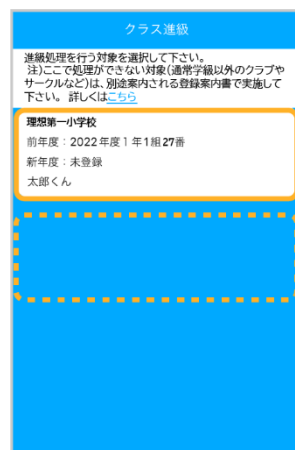 クラス進級
進級処理を行う対象を選択して下さい。
注)ここで処理ができない対象(通常学級以外のクラブや
サークルなど)は、別途案内される登録案内書で実施して
下さい。 詳しくはこちら
理想第一小学校
前年度：2022年度1年1組27番
新年度：未登録
太郎くん